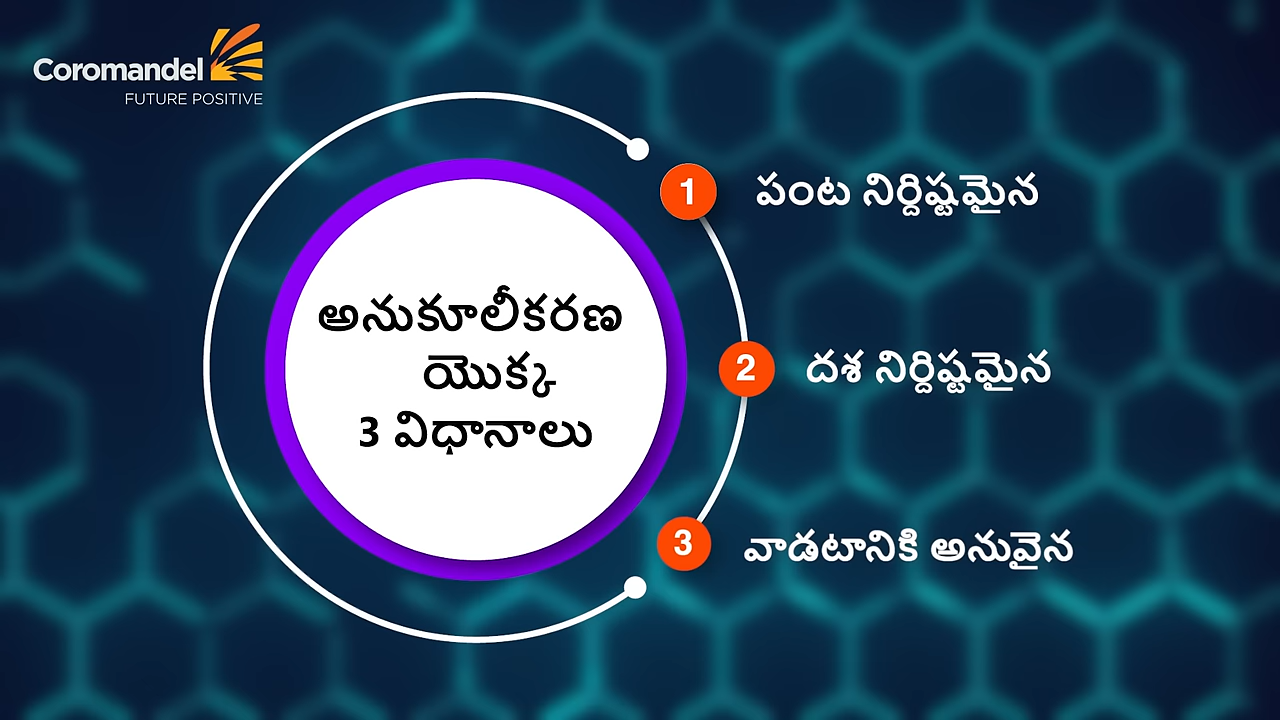 Coromandel
FUTURE POSITIVE
అనుకూలీకరణ
యొక్క
3 విధానాలు
1 పంట నిర్దిష్టమైన
2 దశ నిర్దిష్టమైన
3 వాడటానికి అనువైన